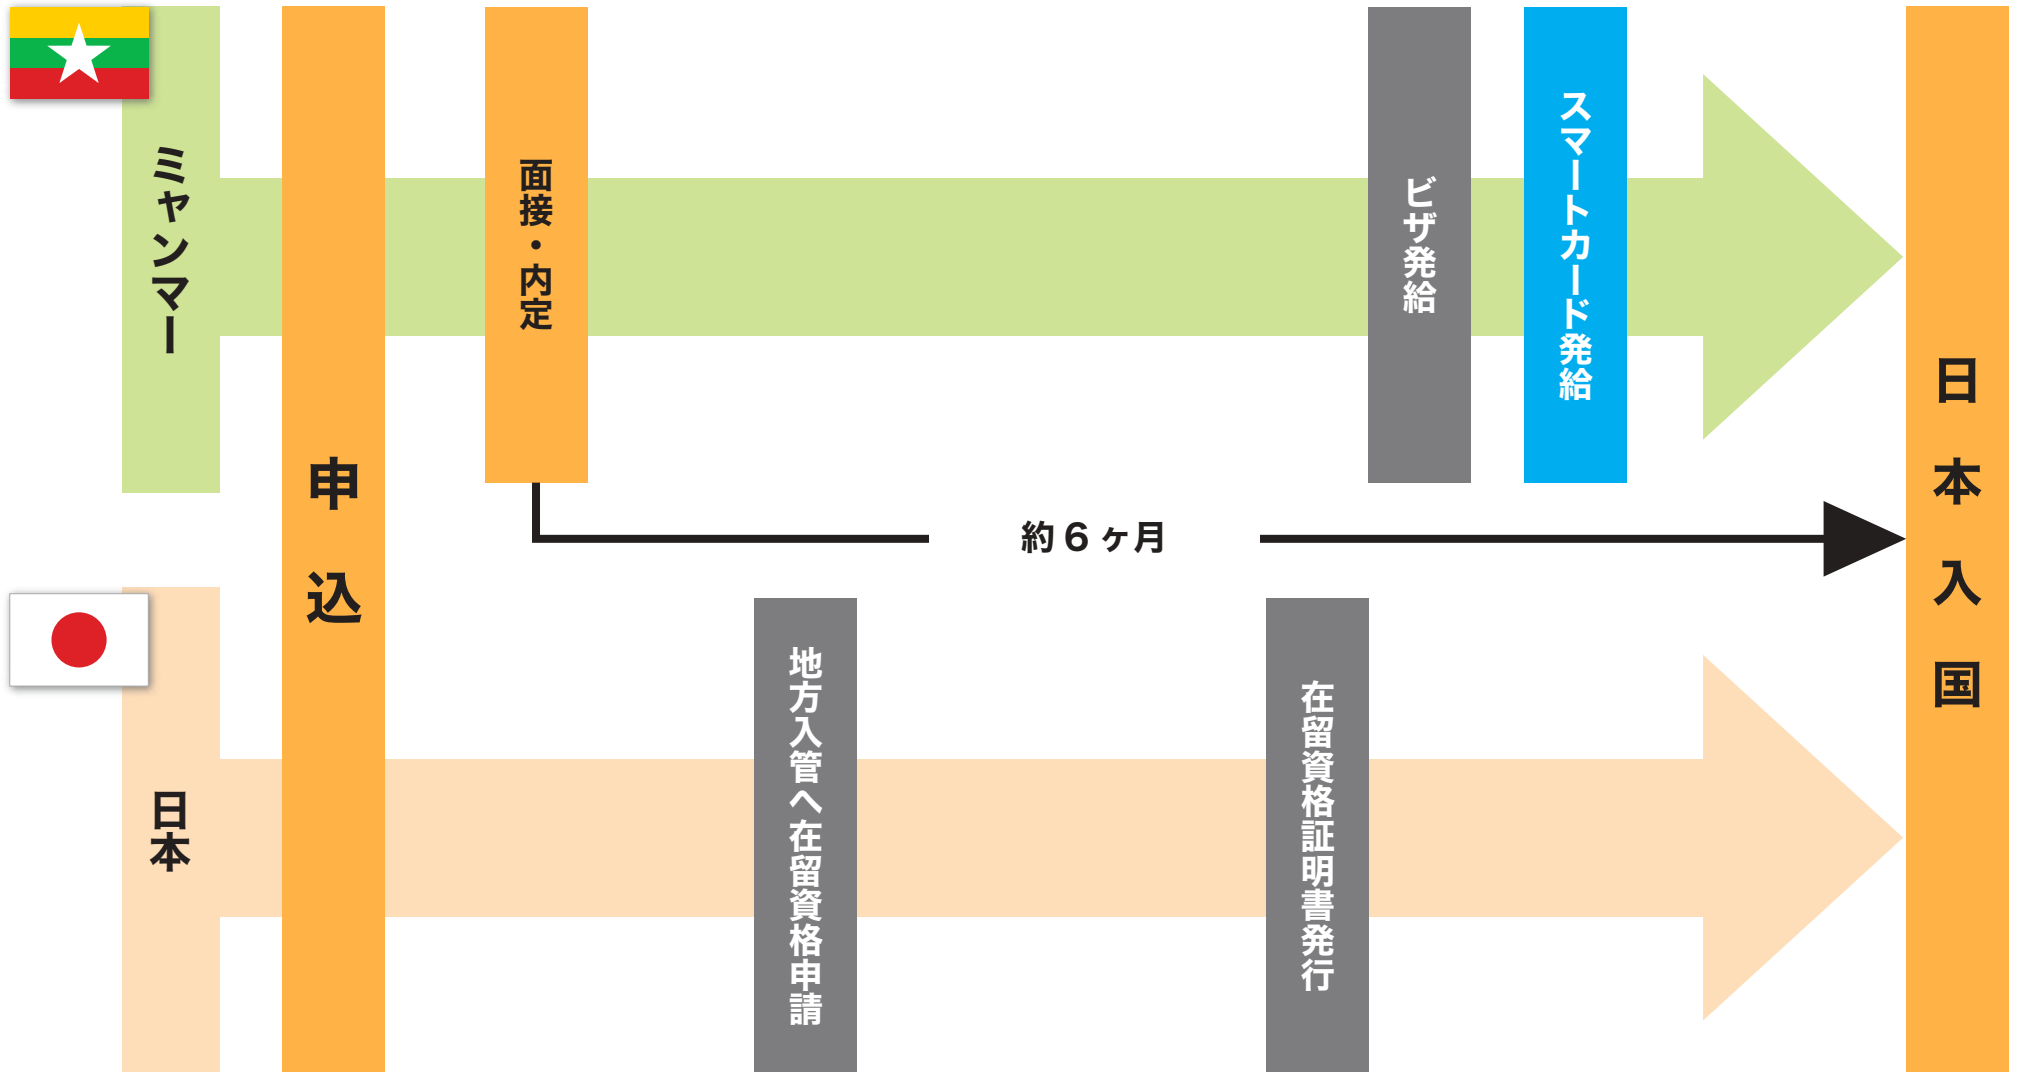 ミャンマー
申込
面接・内定
ビザ発給
スマートカード発給
約6ヶ月
日本
地方入管へ在留資格申請
在留資格証明書発行
日本入国